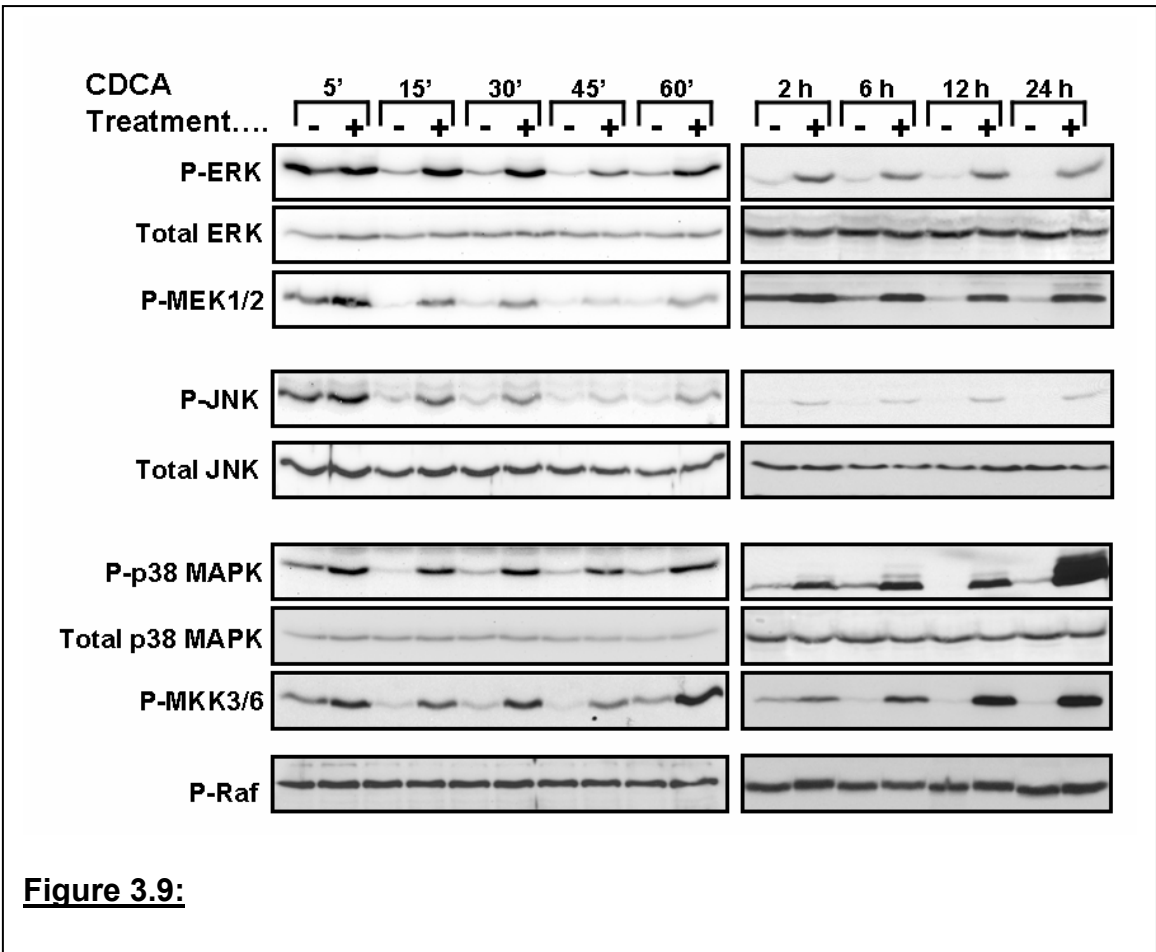 CDCA
Treatment....
5’ 15’ 30’ 45’ 60’ 2 h 6 h 12 h 24 h
- + - + - + - + - + - + - + - + - +
P-ERK
Total ERK
P-MEK1/2
P-JNK
Total JNK
P-p38 MAPK
Total p38 MAPK
P-MKK3/6
P-Raf
Figure 3.9: